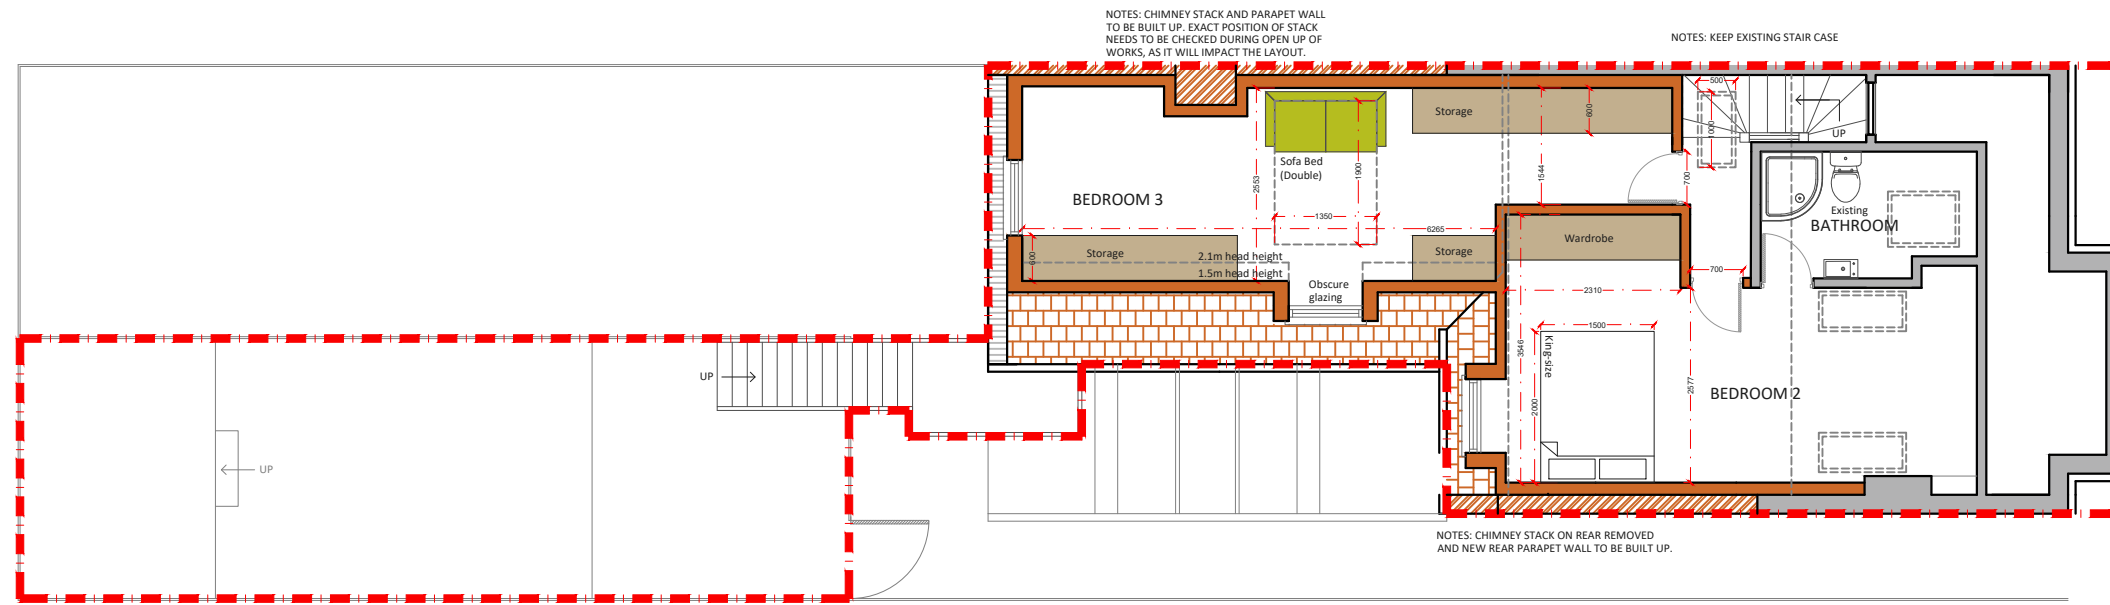 NOTES: CHIMNEY STACK AND PARAPET WALL
TO BE BUILT UP. EXACT POSITION OF STACK
NEEDS TO BE CHECKED DURING OPEN UP OF
WORKS, AS IT WILL IMPACT THE LAYOUT.
NOTES: KEEP EXISTING STAIR CASE
500
Storage
600
UP
Sofa Bed
(Double)
1900
2553
1544
700
BEDROOM 3
1350
Existing
BATHROOM
6265
Wardrobe
Storage
Storage
600
2.1m head height
1.5m head height
700
Obscure
glazing
2310
1500
King-size
3546
2577
2000
UP
BEDROOM 2
UP
NOTES: CHIMNEY STACK ON REAR REMOVED
AND NEW REAR PARAPET WALL TO BE BUILT UP.